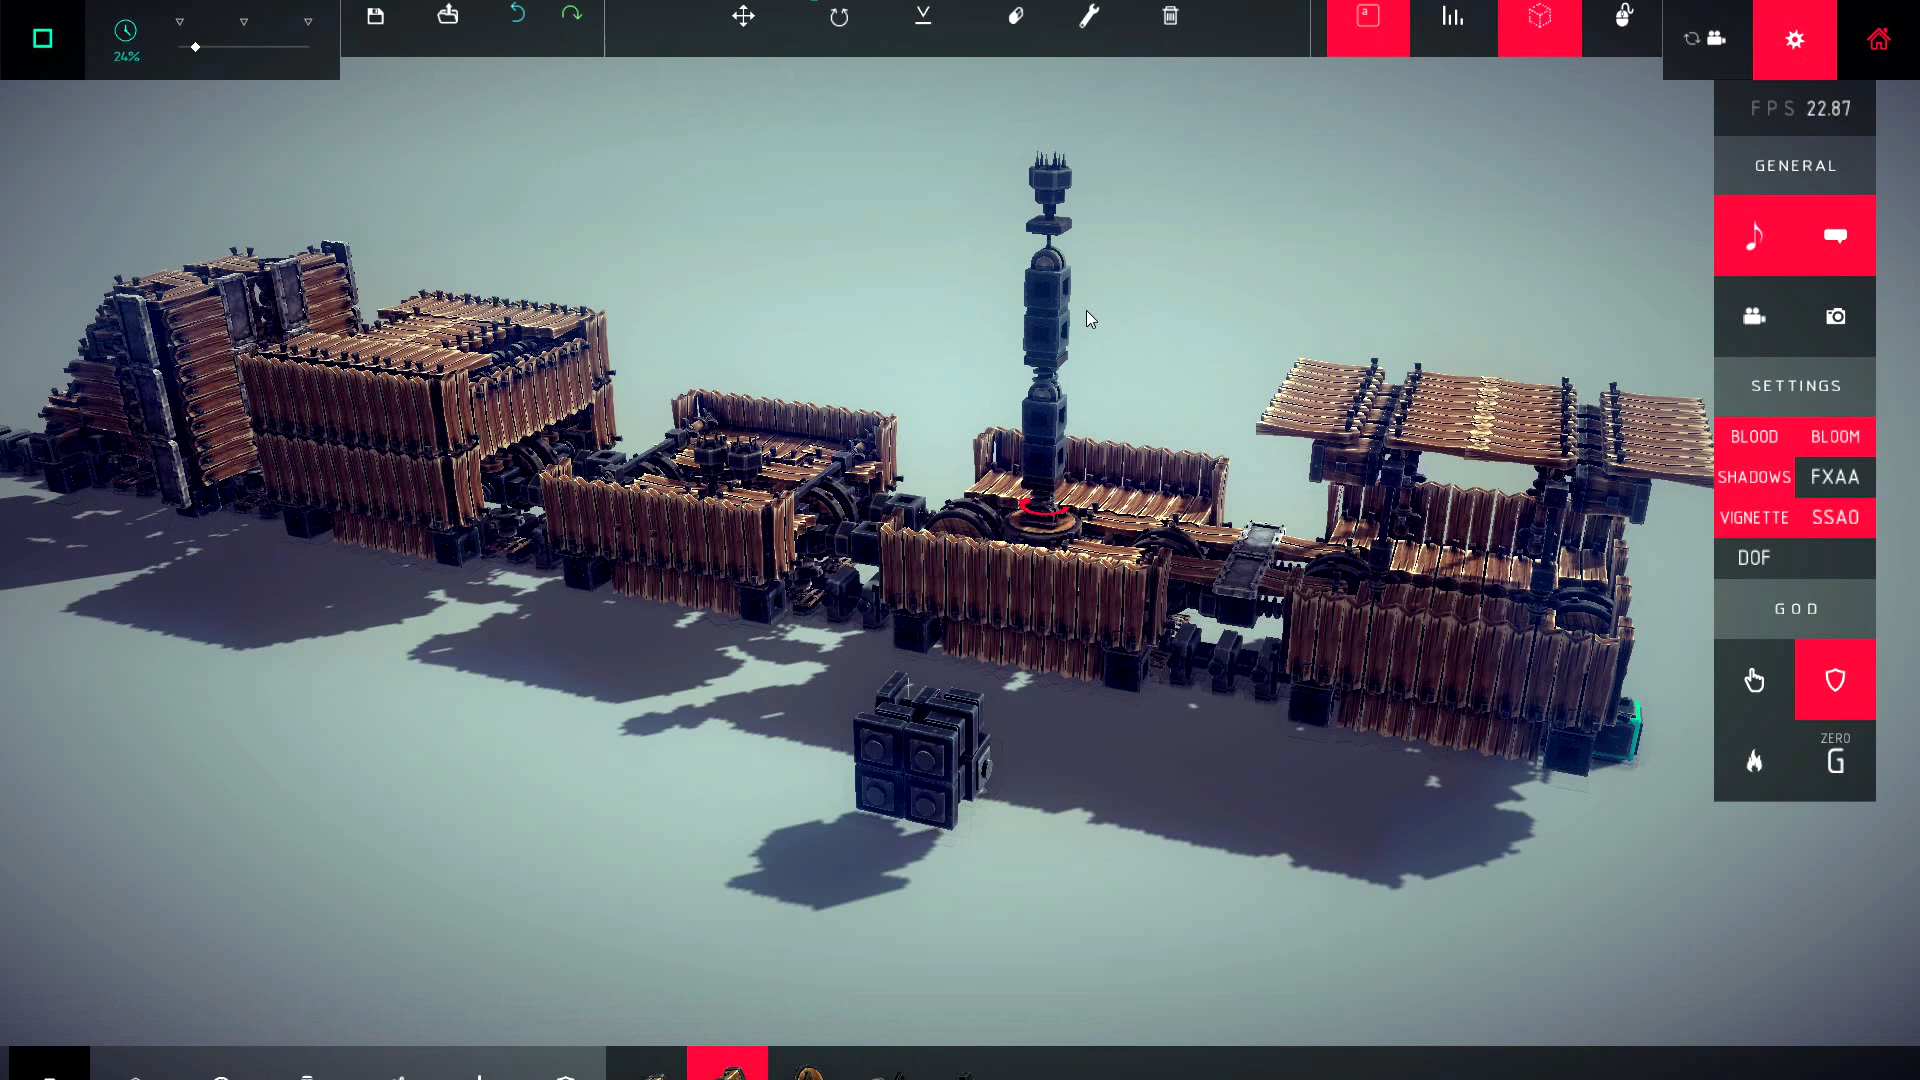 24%
a
FPS 22.87
GENERAL
SETTINGS
BLOOD BLOOM
SHADOWS FXAA
VIGNETTE SSAO
DOF
GOD
ZERO
G